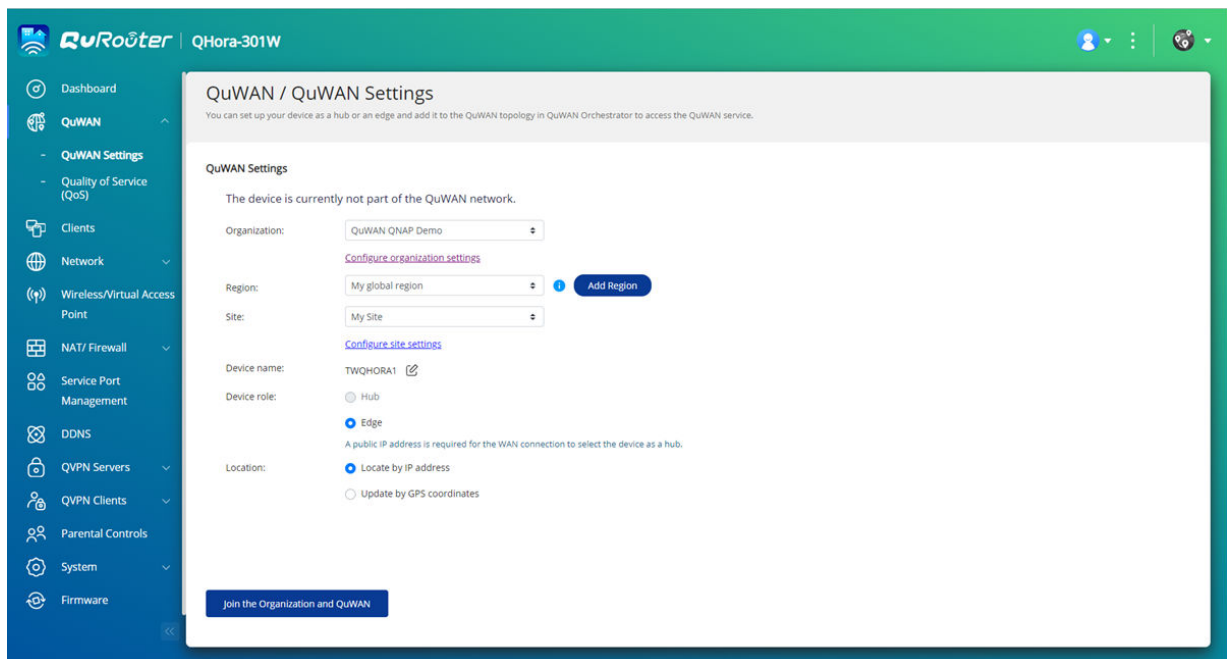 QuRouter | QHora-301W
Dashboard
QuWAN
- QuWAN Settings
- Quality of Service
(QoS)
Clients
Network
Wireless/Virtual Access
Point
NAT/ Firewall
Service Port
Management
DDNS
QVPN Servers
QVPN Clients
Parental Controls
System
Firmware
QuWAN / QuWAN Settings
You can set up your device as a hub or an edge and add it to the QuWAN topology in QuWAN Orchestrator to access the QuWAN service.
QuWAN Settings
The device is currently not part of the QuWAN network.
Organization: QuWAN QNAP Demo
Configure organization settings
Region: My global region Add Region
Site: My Site
Configure site settings
Device name: TWQHORA1
Device role: Hub
Edge
A public IP address is required for the WAN connection to select the device as a hub.
Location: Locate by IP address
Update by GPS coordinates
Join the Organization and QuWAN